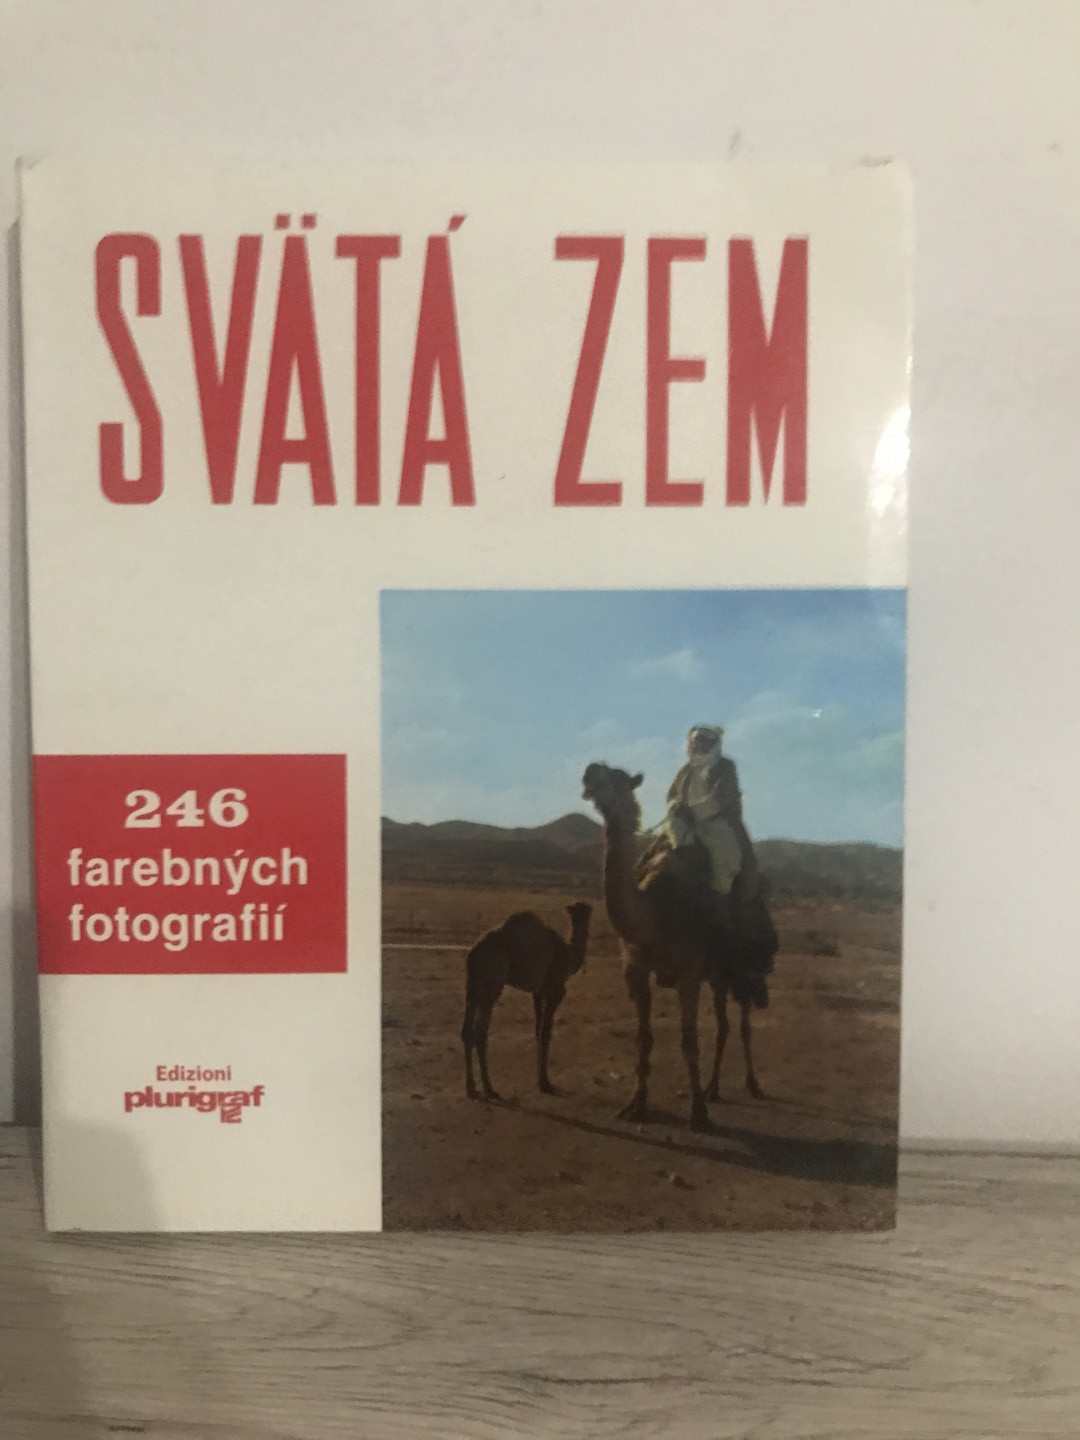 SVÄTÁ ZEM
246
farebných
fotografií
Edizioni
plurigraf